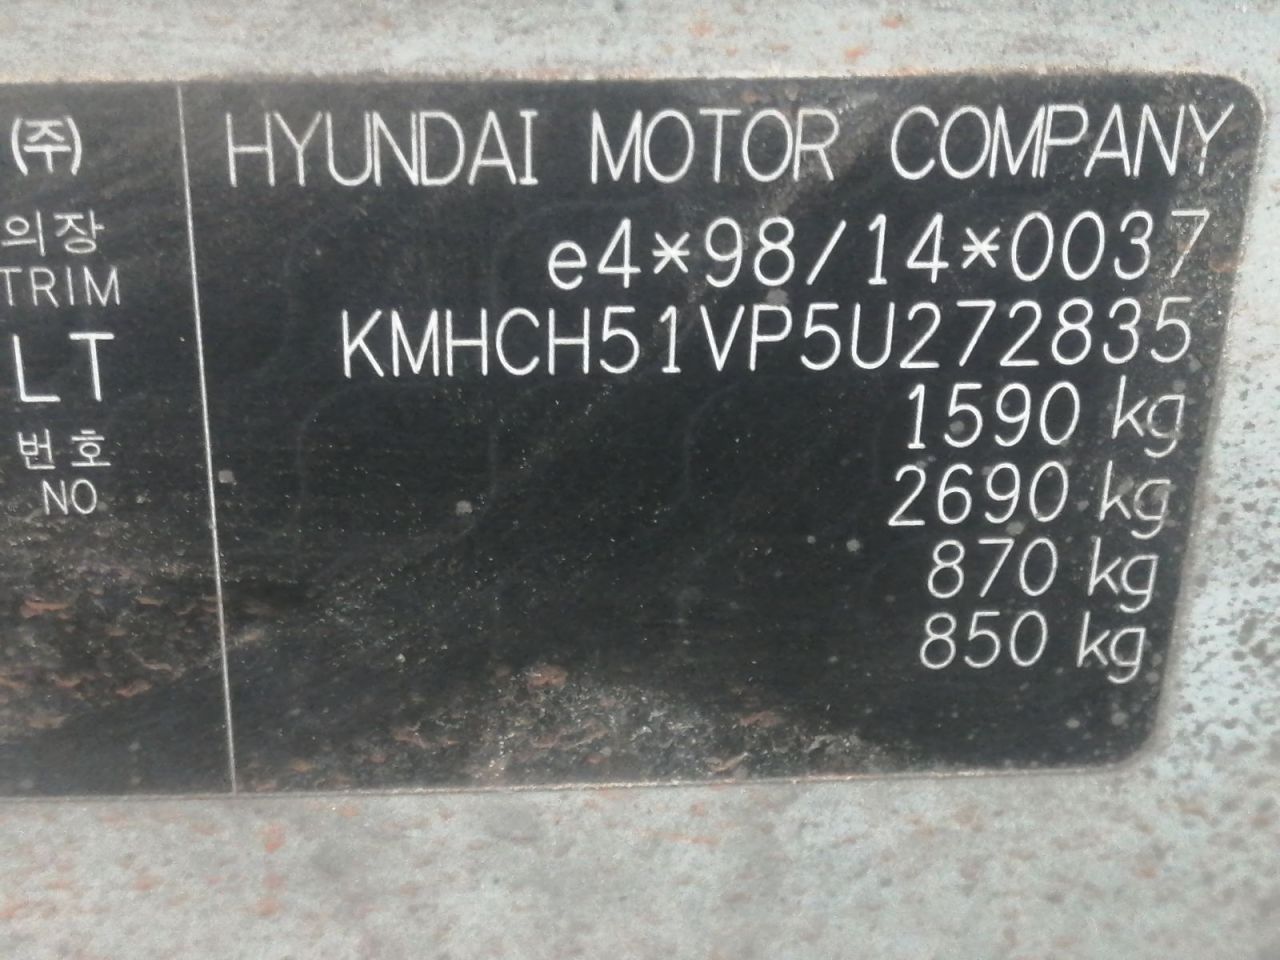 (주) HYUNDAI MOTOR COMPANY
의장 e4*98/14*0037
TRIM
LT KMHCH51VP5U272835
1590 kg
번호 2690 kg
NO
870 kg
850 kg